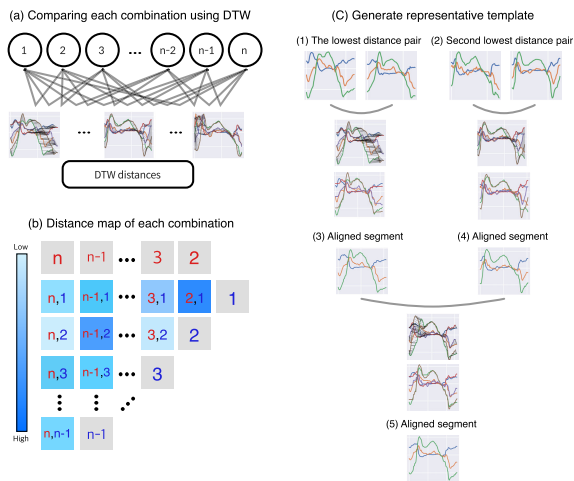 (a) Comparing each combination using DTW
1 2 3 ... n-2 n-1 n
... ...
DTW distances
(b) Distance map of each combination
Low
High
n n-1 ... 3 2
n,1 n-1,1 ... 3,1 2,1 1
n,2 n-1,2 ... 3,2 2
n,3 n-1,3 ... 3
n,n-1 n-1
(C) Generate representative template
(1) The lowest distance pair
(2) Second lowest distance pair
(3) Aligned segment
(4) Aligned segment
(5) Aligned segment